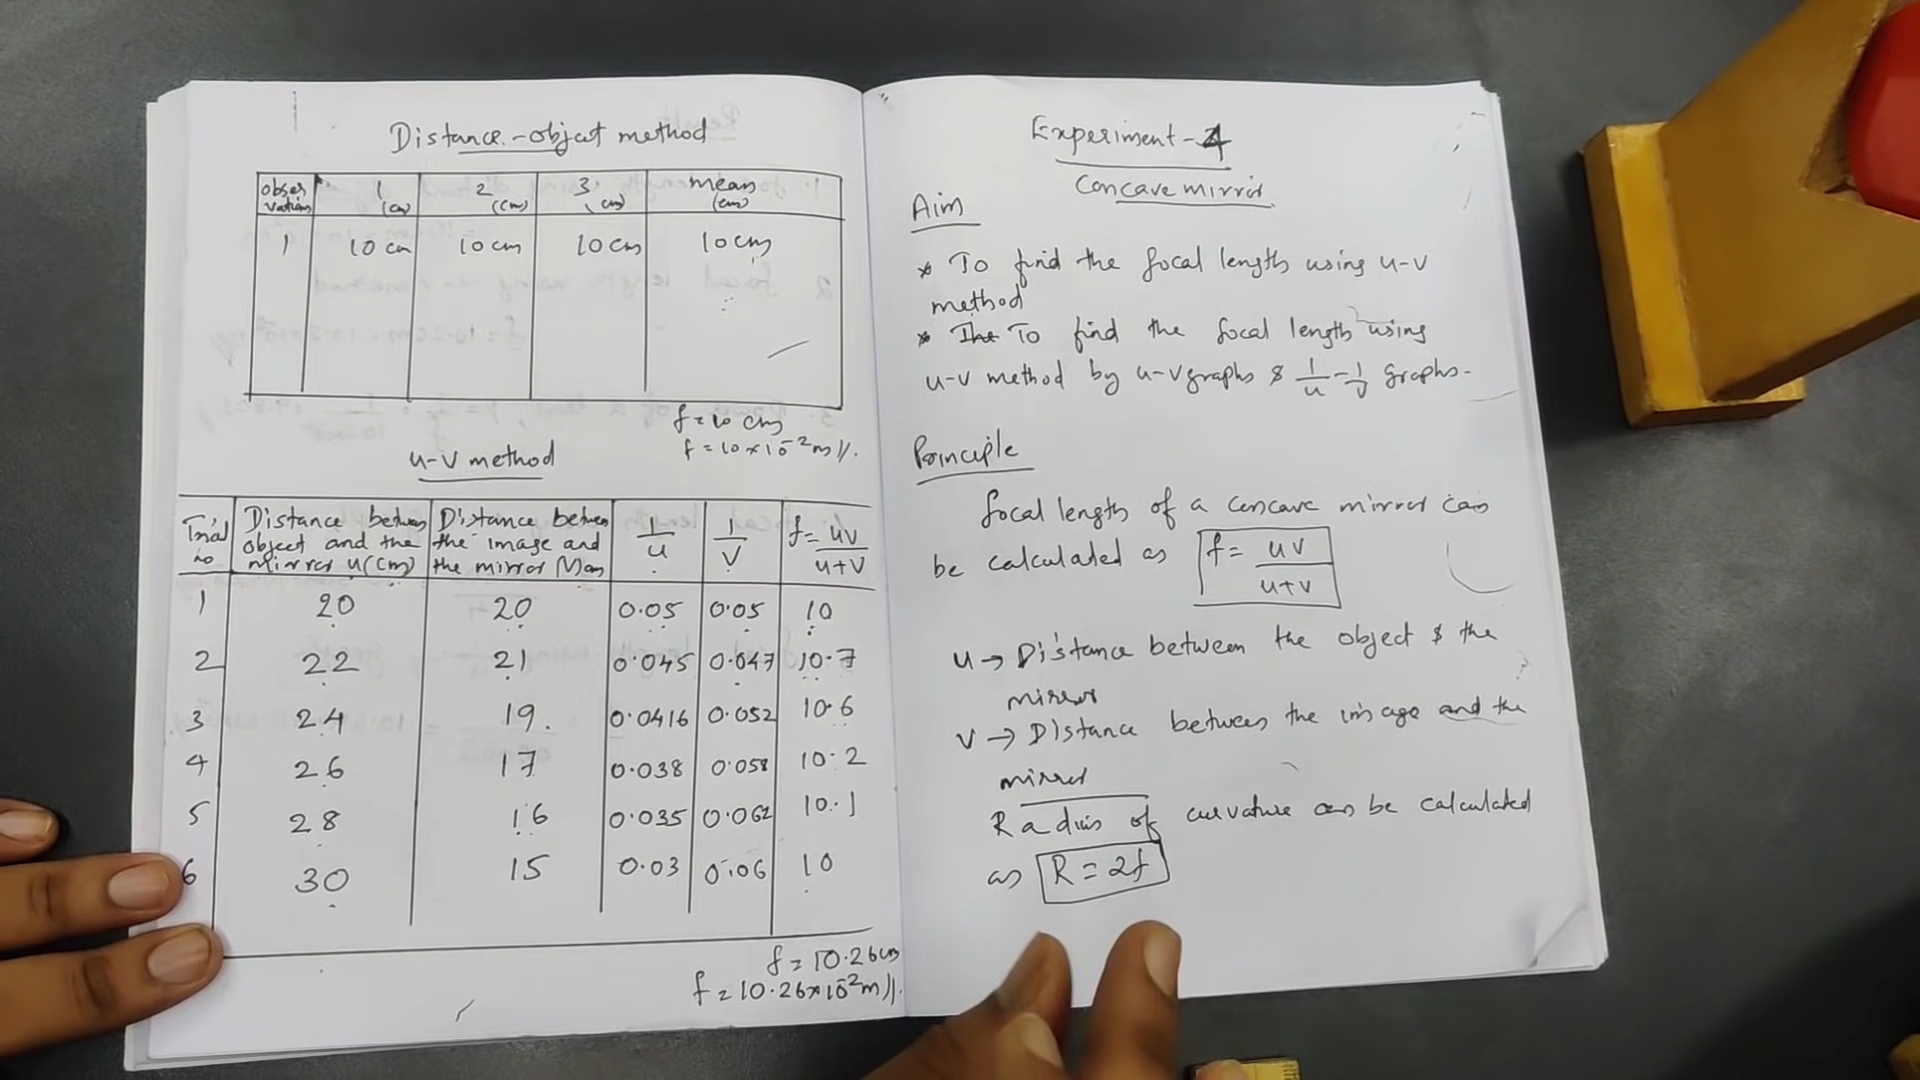 Distance-object method
obser vations 1 (cm) 2 (cm) 3 (cm) mean (cm)
1 10 cm 10 cm 10 cm 10 cm
f = 10 cm
f = 10 × 10⁻² m //.
u-v method
Trial no Distance between object and the mirror u (cm) Distance between the image and the mirror V cm 1/u 1/V f = uv/u+v
1 20 20 0.05 0.05 10
2 22 21 0.045 0.047 10.7
3 24 19. 0.0416 0.052 10.6
4 26 17 0.038 0.058 10.2
5 28 16 0.035 0.062 10.1
6 30 15 0.03 0.06 10
f = 10.26 cm
f = 10.26 × 10⁻² m //.
Experiment-4
Concave mirror
Aim
* To find the focal length using u-v
method
* To find the focal length using
u-v method by u-v graphs & 1/u - 1/v graphs.
Principle
focal length of a concave mirror can
be calculated as f = uv/u+v
u → Distance between the object & the
mirror
v → Distance between the image and the
mirror
Radius of curvature can be calculated
as R = 2f